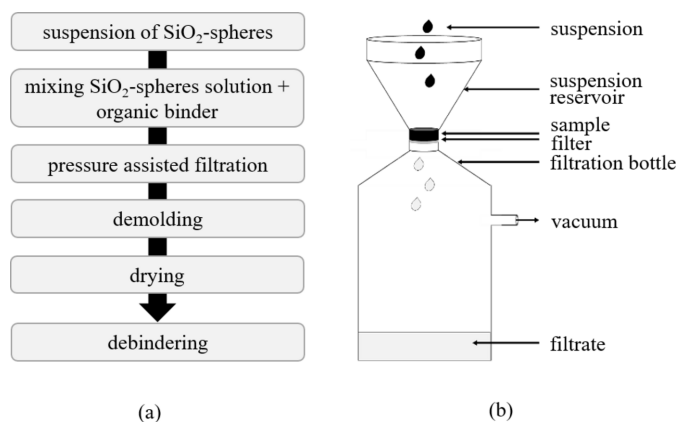 suspension of SiO₂-spheres
mixing SiO₂-spheres solution +
organic binder
pressure assisted filtration
demolding
drying
debindering
(a)
suspension
suspension
reservoir
sample
filter
filtration bottle
vacuum
filtrate
(b)